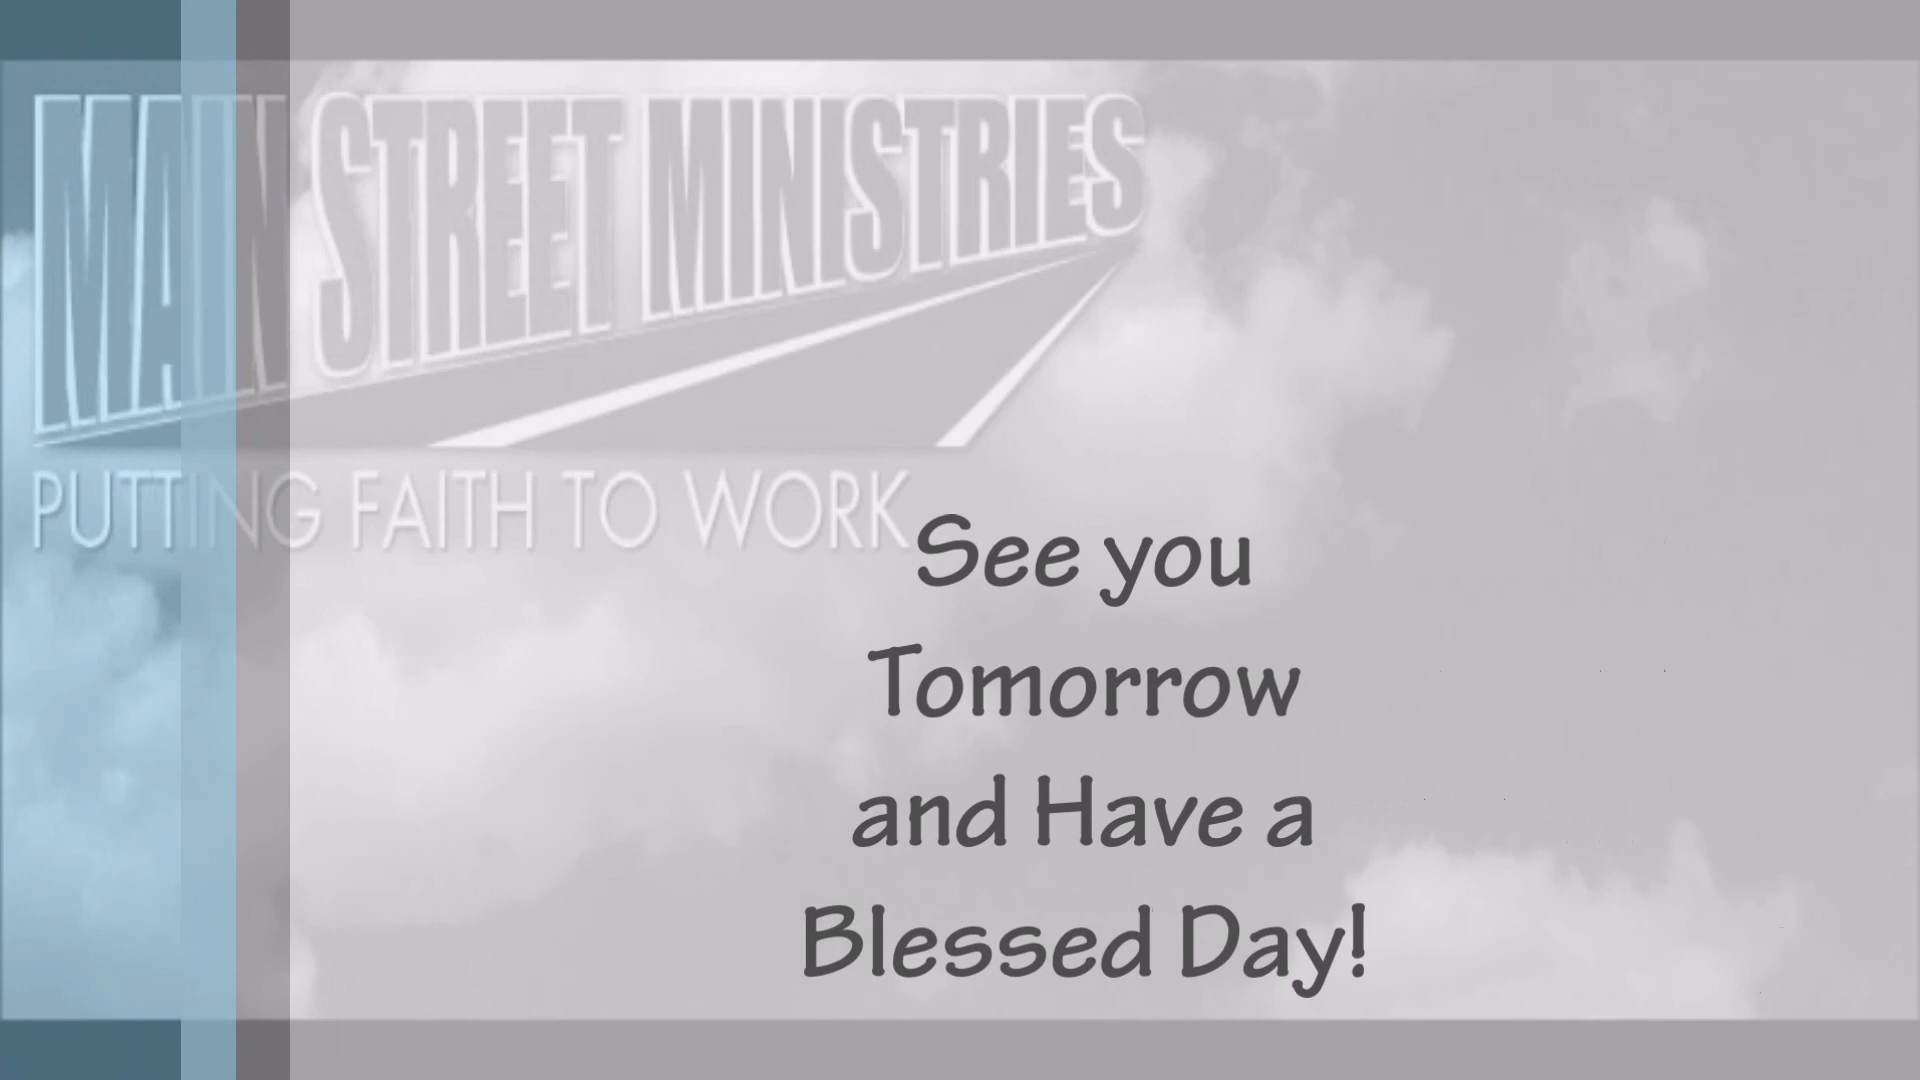 MAIN STREET MINISTRIES
PUTTING FAITH TO WORK
See you
Tomorrow
and Have a
Blessed Day!